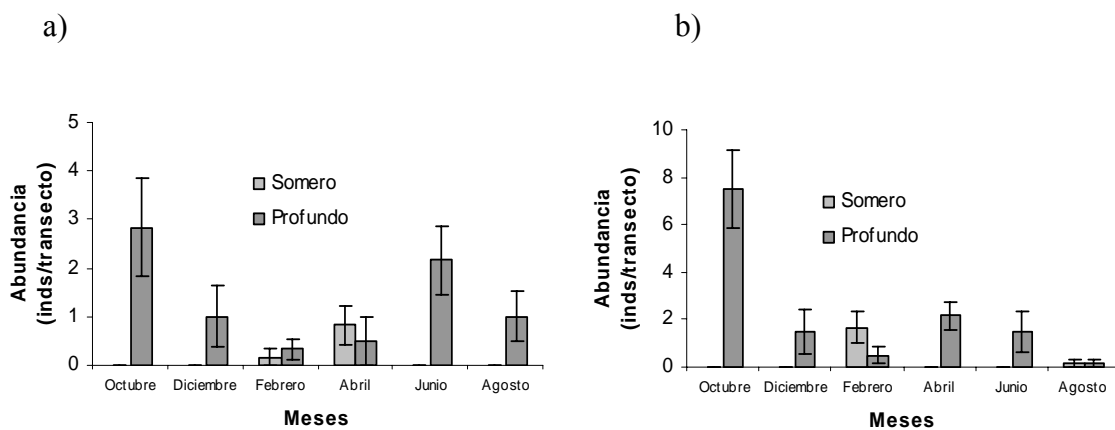 a)
5
4
3
2
1
0
Abundancia
(inds/transecto)
Somero
Profundo
Octubre Diciembre Febrero Abril Junio Agosto
Meses
b)
10
8
6
4
2
0
Abundancia
(inds/transecto)
Somero
Profundo
Octubre Diciembre Febrero Abril Junio Agosto
Meses